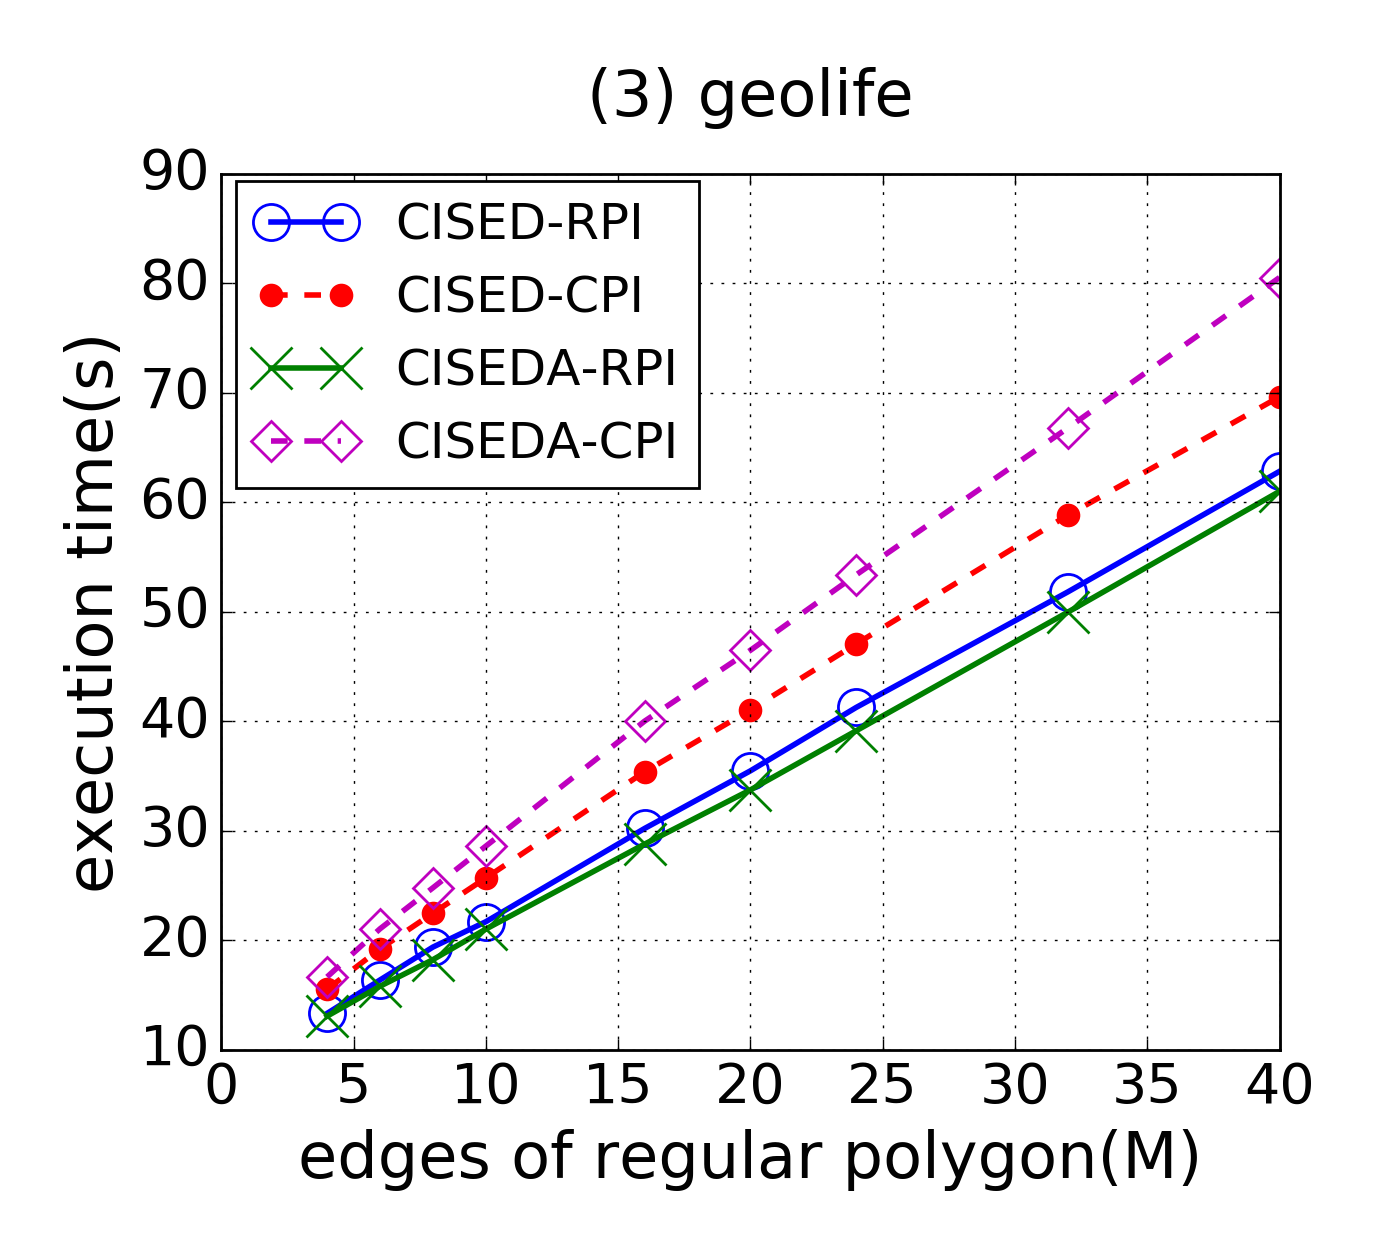 (3) geolife
90
80
70
60
50
40
30
20
10
execution time(s)
CISED-RPI
CISED-CPI
CISEDA-RPI
CISEDA-CPI
0 5 10 15 20 25 30 35 40
edges of regular polygon(M)